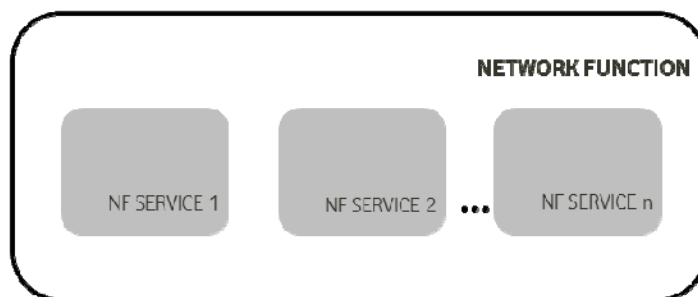 NETWORK FUNCTION
NF SERVICE 1
NF SERVICE 2
...
NF SERVICE n